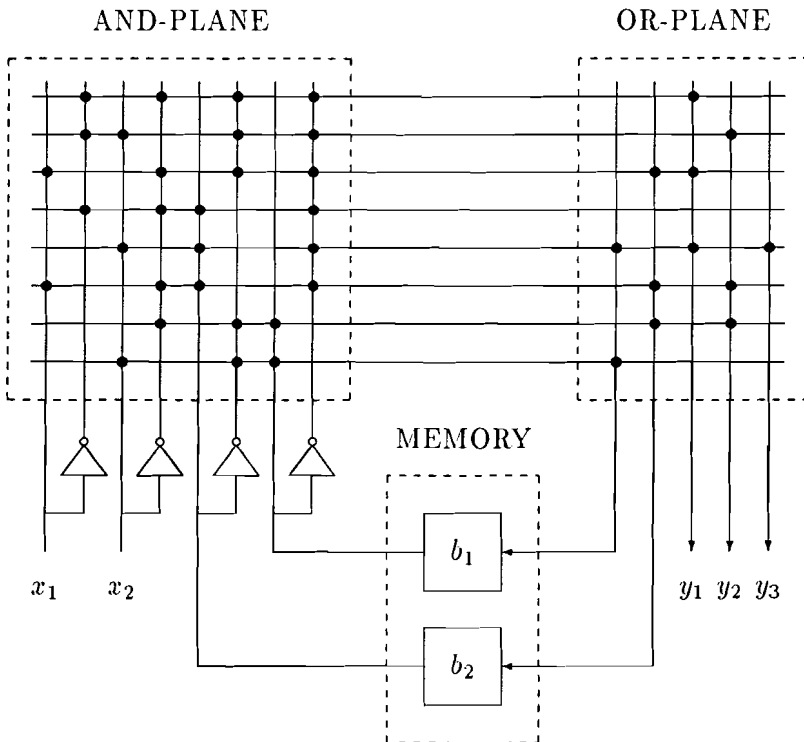 AND-PLANE OR-PLANE
MEMORY
b₁
x₁ x₂ y₁ y₂ y₃
b₂